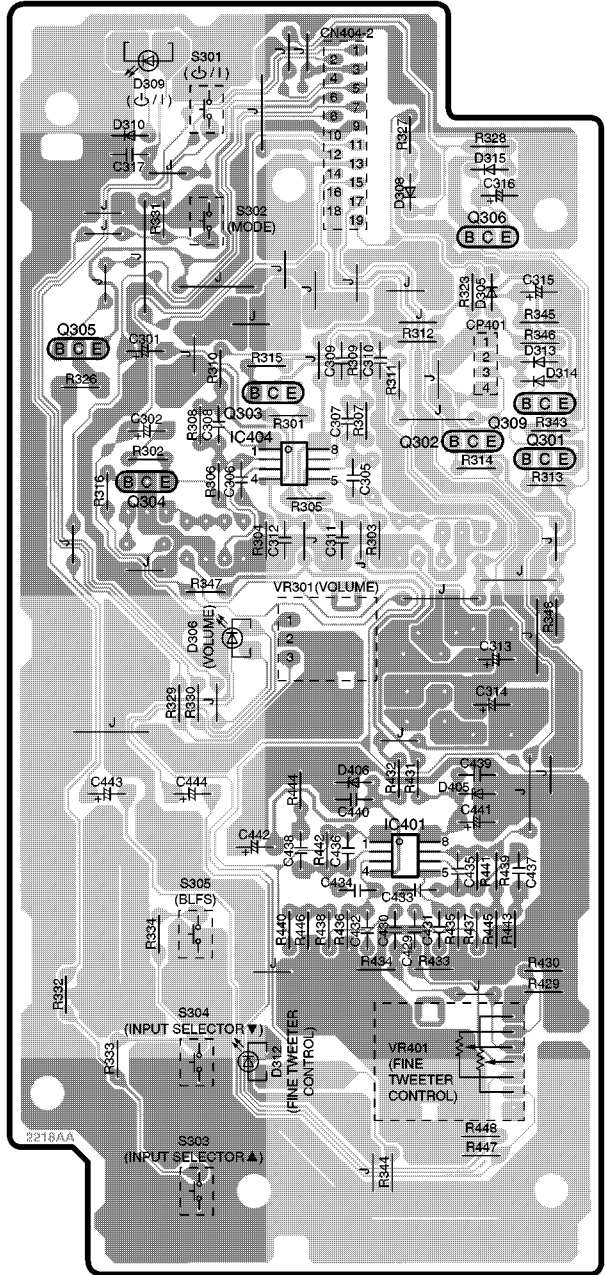 CN404-2
S301
(⏻/I)
D309
(⏻/I)
D310
C317
1
2
3
4
5
6
7
8
9
10
11
12
13
14
15
16
17
18
19
R327
D308
R328
D315
C316
Q306
B C E
J
R331
S302
(MODE)
J
R323
D305
C315
R345
R346
D313
D314
CP401
1
2
3
4
Q305
B C E
R326
C301
R310
R315
C309
R309
C310
R311
R312
J
Q303
B C E
R301
C307
R307
Q309
B C E
R343
Q302
B C E
R314
Q301
B C E
R313
C302
R302
R308
C308
IC404
1
8
4
5
R316
Q304
B C E
R306
C306
C305
R305
R304
C312
C311
R303
R347
VR301(VOLUME)
1
2
3
D306
(VOLUME)
J
C313
C314
R329
R330
J
C443
C444
R444
D406
C440
R432
R431
C439
D405
C441
C442
C438
R442
C436
IC401
1
8
4
5
C435
R441
R439
C437
C434
C433
S305
(BLFS)
R334
R440
R446
R438
R436
C432
C430
C429
C431
R435
R437
R445
R443
R434
R433
R430
R429
R332
S304
(INPUT SELECTOR▼)
R333
D312
(FINE TWEETER
CONTROL)
VR401
(FINE
TWEETER
CONTROL)
2218AA
S303
(INPUT SELECTOR▲)
R448
R447
J
R344